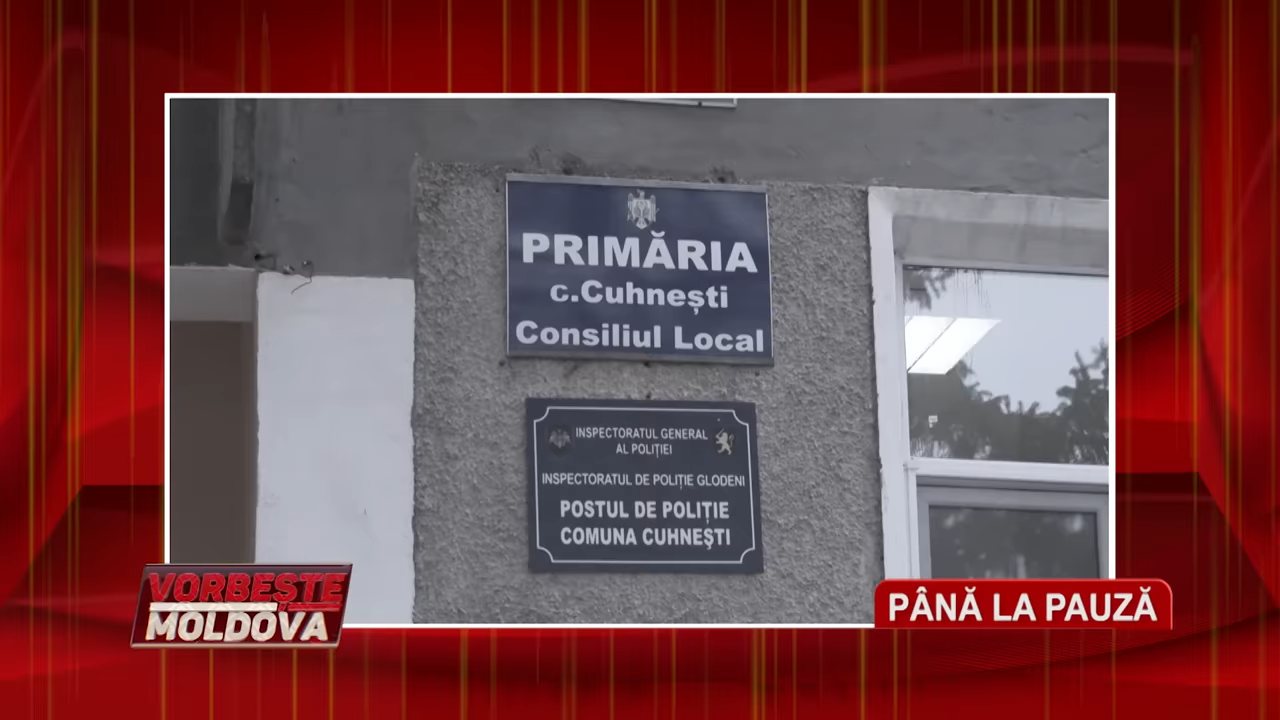 PRIMĂRIA
c.Cuhnești
Consiliul Local
INSPECTORATUL GENERAL
AL POLIȚIEI
INSPECTORATUL DE POLIȚIE GLODENI
POSTUL DE POLIȚIE
COMUNA CUHNEȘTI
VORBEȘTE
MOLDOVA
PÂNĂ LA PAUZĂ